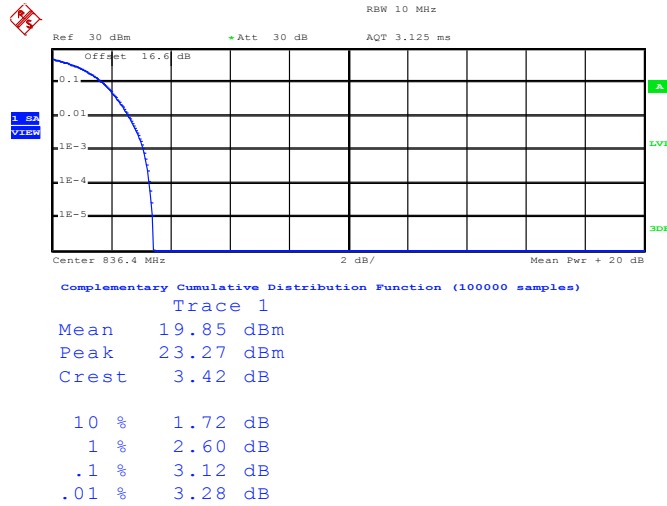 RBW 10 MHz
Ref 30 dBm * Att 30 dB AQT 3.125 ms
Offset 16.6 dB
0.1
A
0.01
1 SA
VIEW
1E-3
1E-4
1E-5
Center 836.4 MHz 2 dB/ Mean Pwr + 20 dB
Complementary Cumulative Distribution Function (100000 samples)
Trace 1
Mean 19.85 dBm
Peak 23.27 dBm
Crest 3.42 dB
10 % 1.72 dB
1 % 2.60 dB
.1 % 3.12 dB
.01 % 3.28 dB